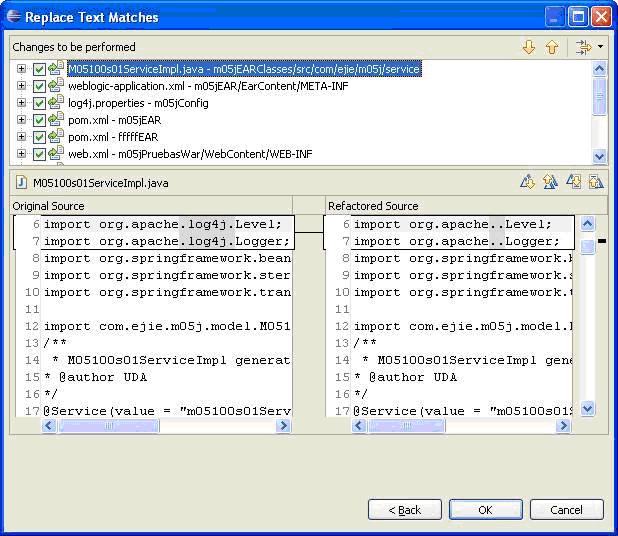 Replace Text Matches
Changes to be performed
M05100s01ServiceImpl.java - m05jEARClasses/src/com/ejie/m05j/service
weblogic-application.xml - m05jEAR/EarContent/META-INF
log4j.properties - m05jConfig
pom.xml - m05jEAR
pom.xml - fffffEAR
web.xml - m05jPruebasWar/WebContent/WEB-INF
M05100s01ServiceImpl.java
Original Source Refactored Source
6 import org.apache.log4j.Level; 6 import org.apache..Level;
7 import org.apache.log4j.Logger; 7 import org.apache..Logger;
8 import org.springframework.bean 8 import org.springframework.b
9 import org.springframework.ster 9 import org.springframework.s
10 import org.springframework.tran 10 import org.springframework.t
11 11
12 import com.ejie.m05j.model.M051 12 import com.ejie.m05j.model.
13 /** 13 /**
14 * M05100s01ServiceImpl generat 14 * M05100s01ServiceImpl gene
15 * @author UDA 15 * @author UDA
16 */ 16 */
17 @Service(value = "m05100s01Serv 17 @Service(value = "m05100s01S
< Back OK Cancel